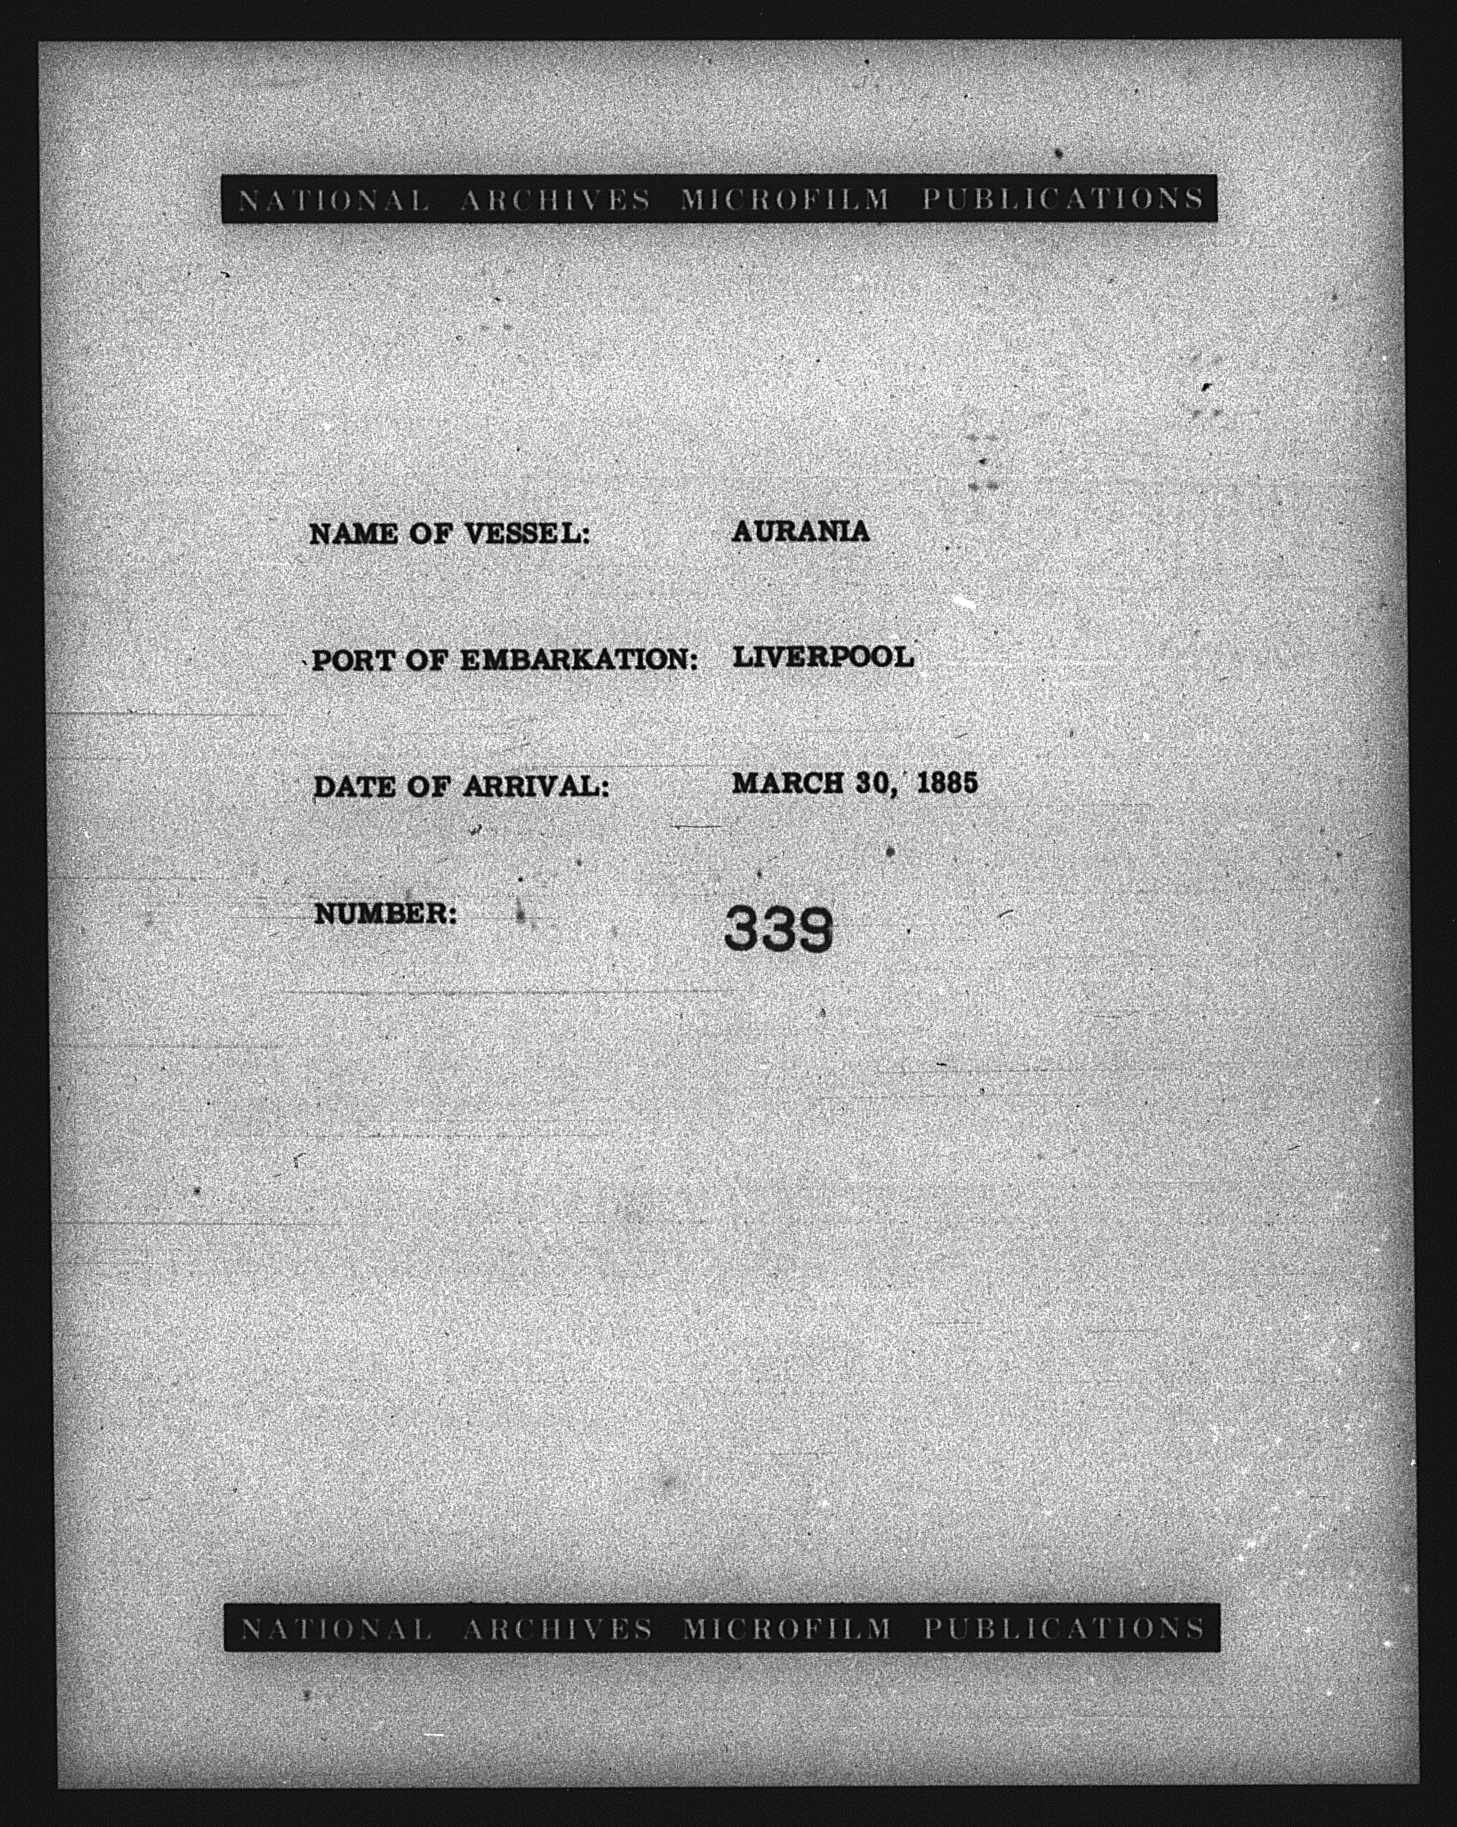 NATIONAL ARCHIVES MICROFILM PUBLICATIONS
NAME OF VESSEL: AURANIA
PORT OF EMBARKATION: LIVERPOOL
DATE OF ARRIVAL: MARCH 30, 1885
NUMBER: 339
NATIONAL ARCHIVES MICROFILM PUBLICATIONS